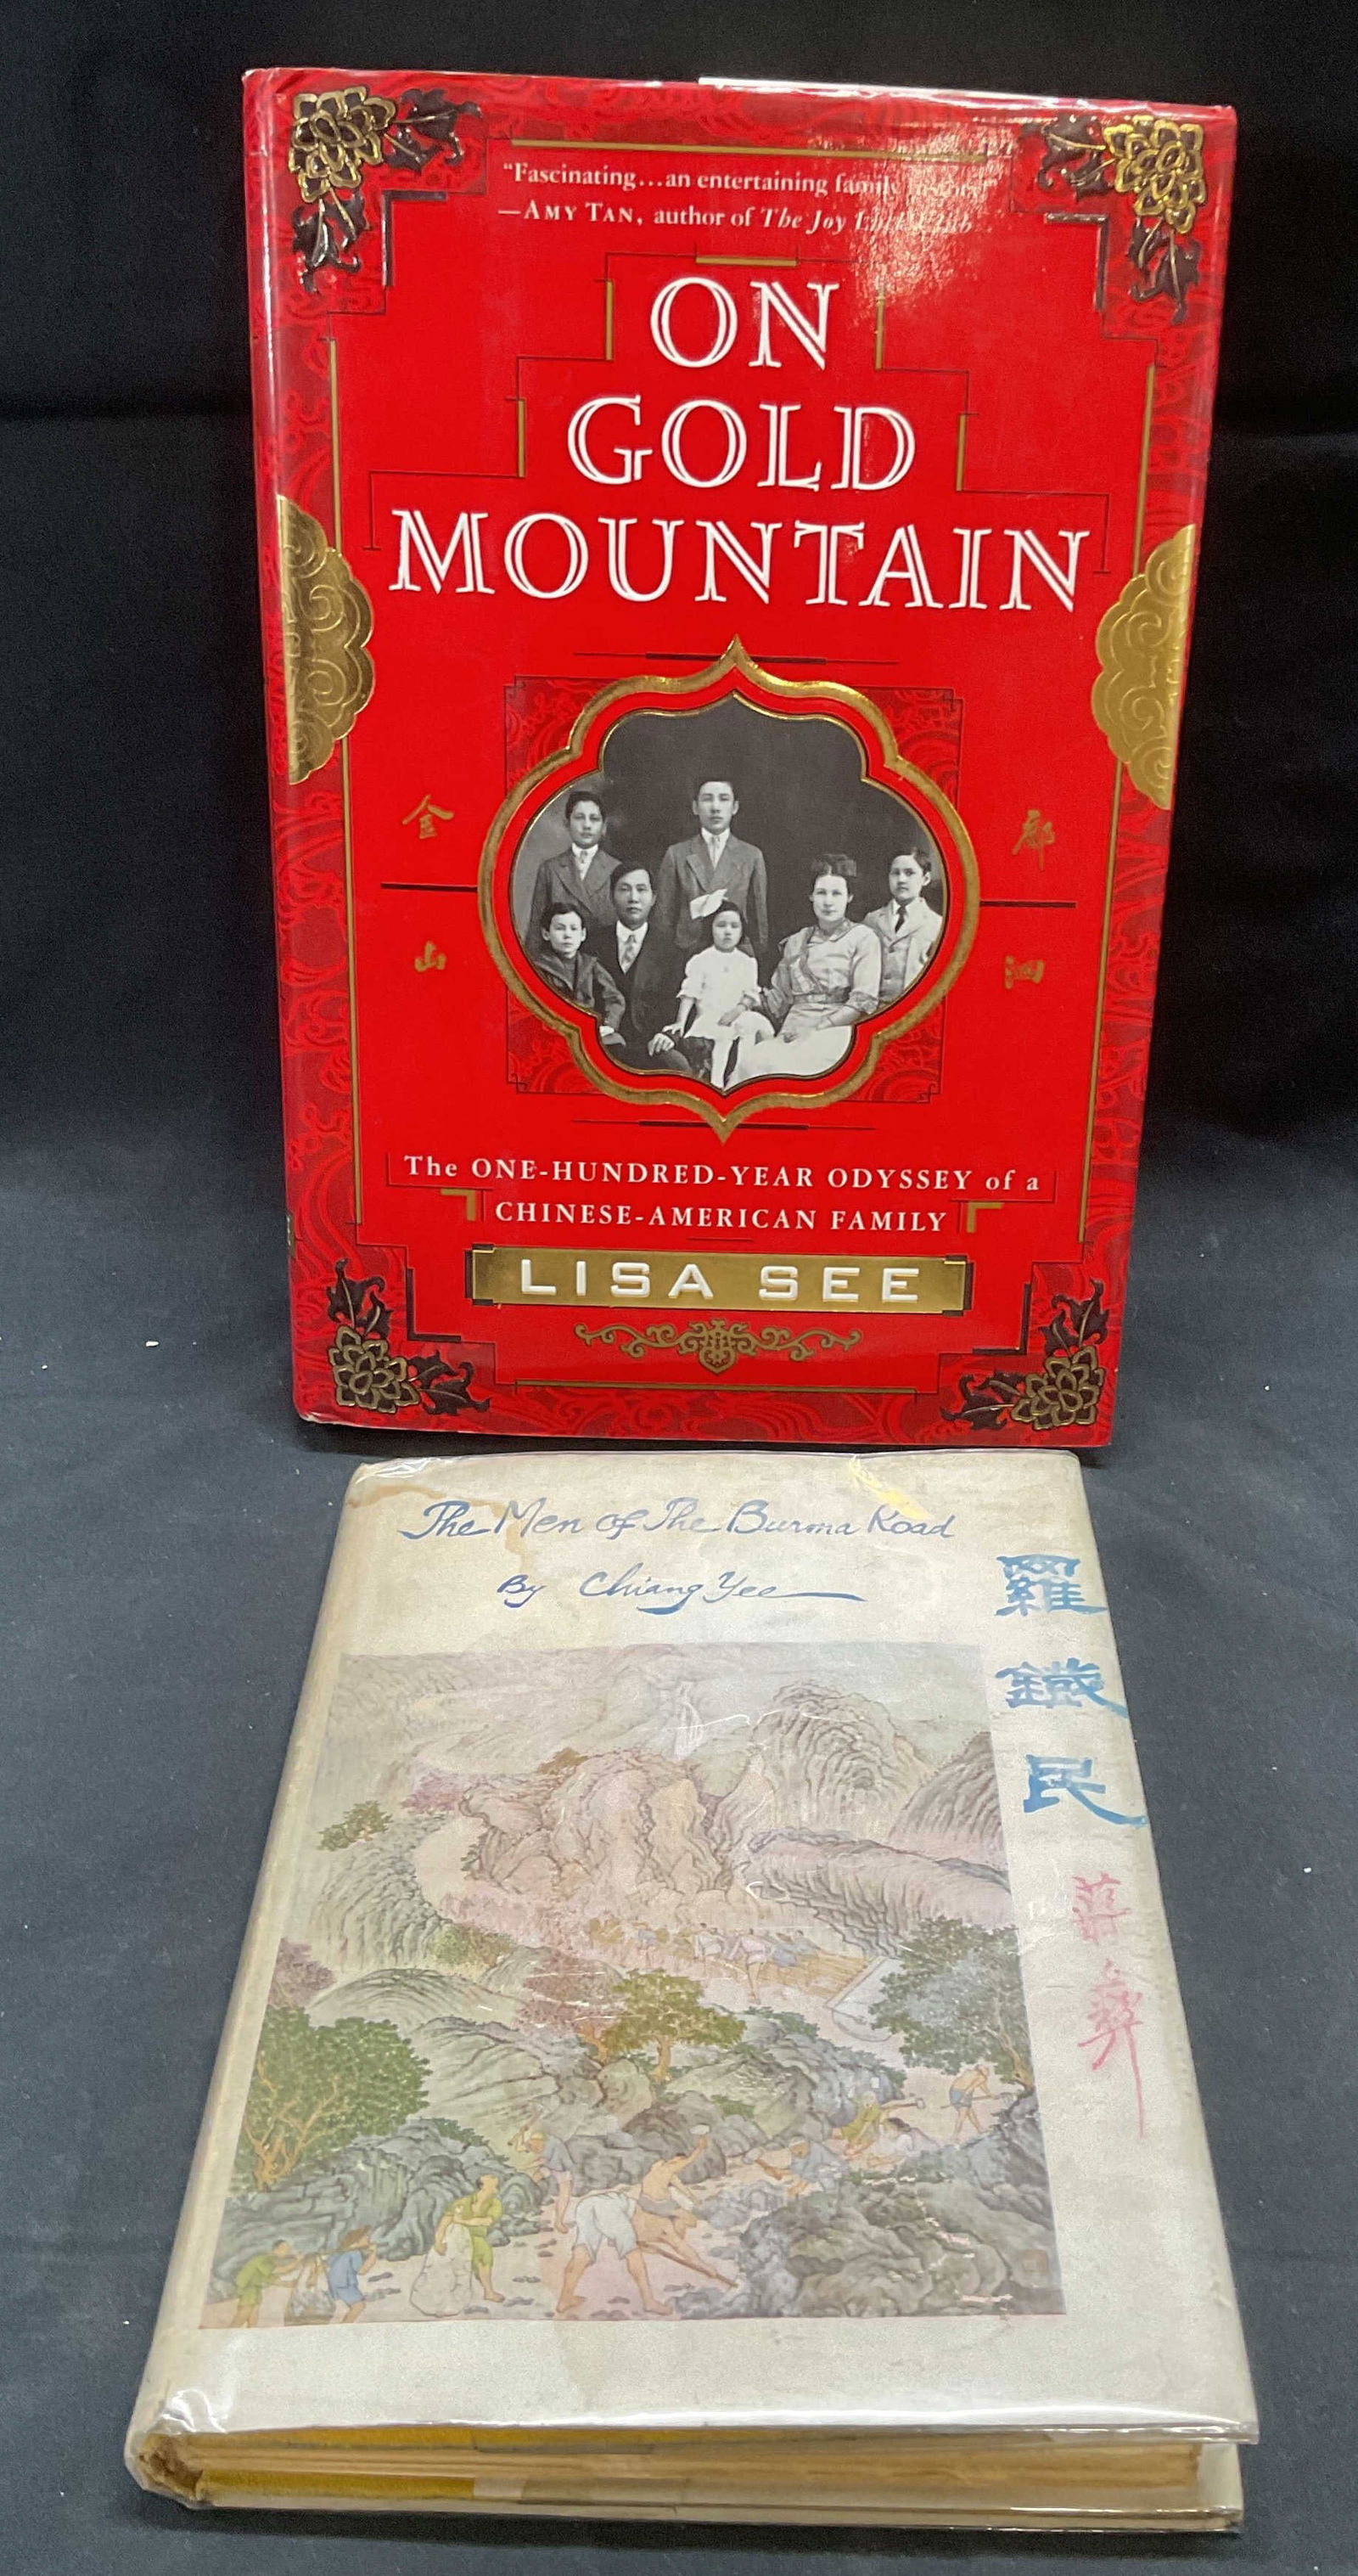 “Fascinating...an entertaining family
—AMY TAN, author of The Joy Luck Club
ON
GOLD
MOUNTAIN
金
山
泗
The ONE-HUNDRED-YEAR ODYSSEY of a
CHINESE-AMERICAN FAMILY
LISA SEE
The Men of The Burma Road
By Chiang Yee
羅鐵民
蔣彝